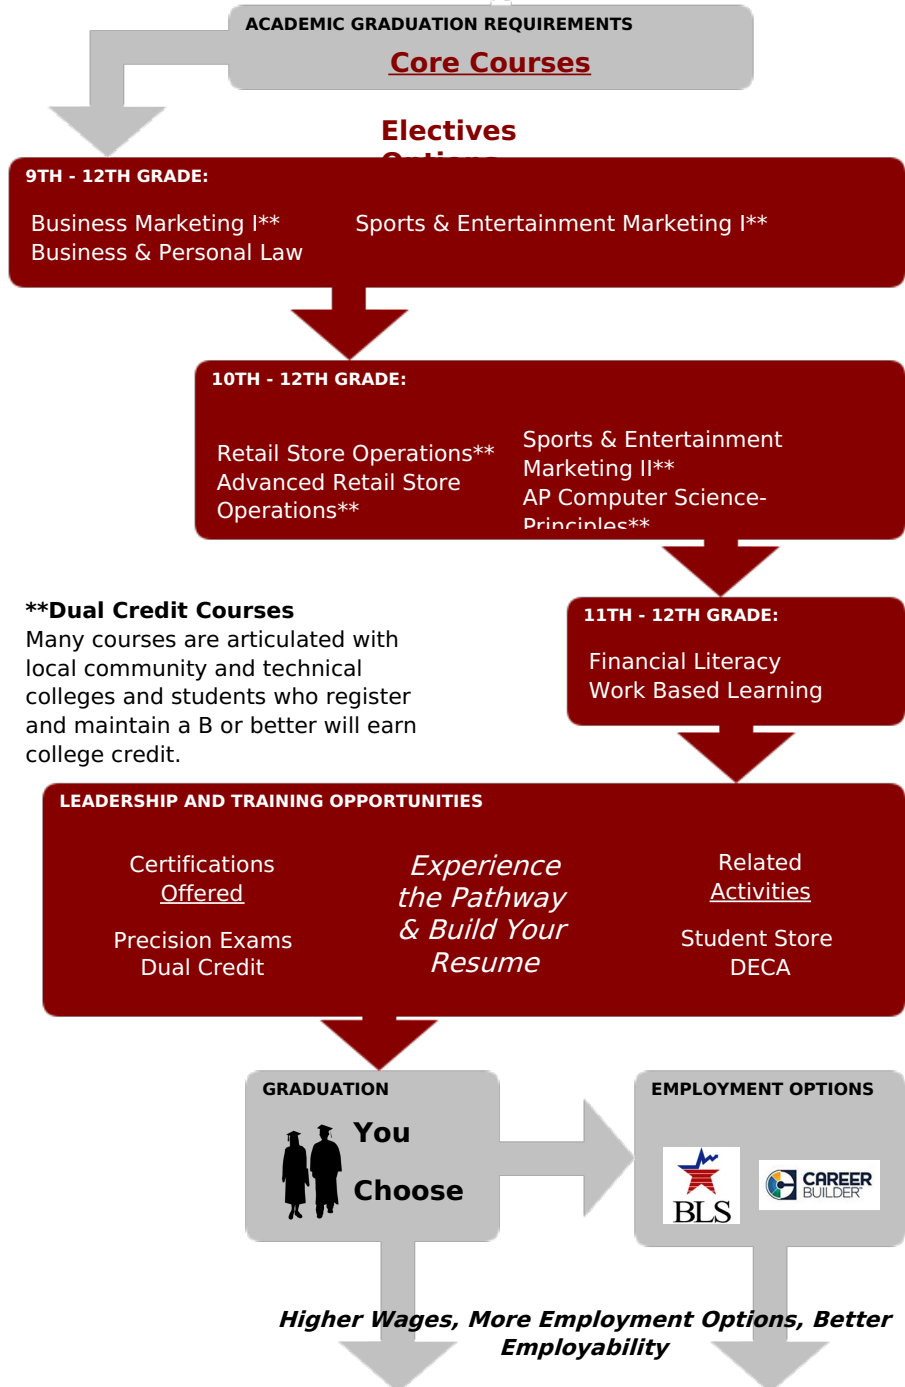 ACADEMIC GRADUATION REQUIREMENTS
Core Courses
Electives
Options
9TH - 12TH GRADE:
Business Marketing I**
Business & Personal Law
Sports & Entertainment Marketing I**
10TH - 12TH GRADE:
Retail Store Operations**
Advanced Retail Store
Operations**
Sports & Entertainment
Marketing II**
AP Computer Science-
Principles**
**Dual Credit Courses
Many courses are articulated with
local community and technical
colleges and students who register
and maintain a B or better will earn
college credit.
11TH - 12TH GRADE:
Financial Literacy
Work Based Learning
LEADERSHIP AND TRAINING OPPORTUNITIES
Certifications
Offered
Precision Exams
Dual Credit
Experience
the Pathway
& Build Your
Resume
Related
Activities
Student Store
DECA
GRADUATION
You
Choose
EMPLOYMENT OPTIONS
BLS
CAREER
BUILDER
Higher Wages, More Employment Options, Better
Employability